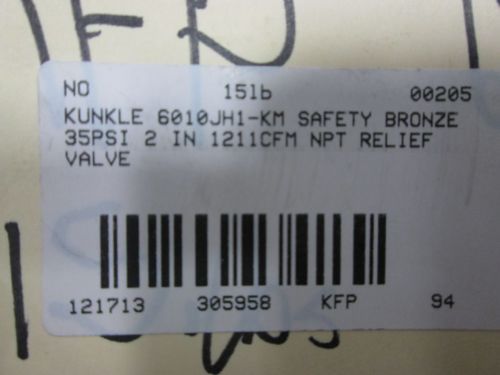 NO 151b 00205
KUNKLE 6010JH1-KM SAFETY BRONZE
35PSI 2 IN 1211CFM NPT RELIEF
VALVE
121713 305958 KFP 94